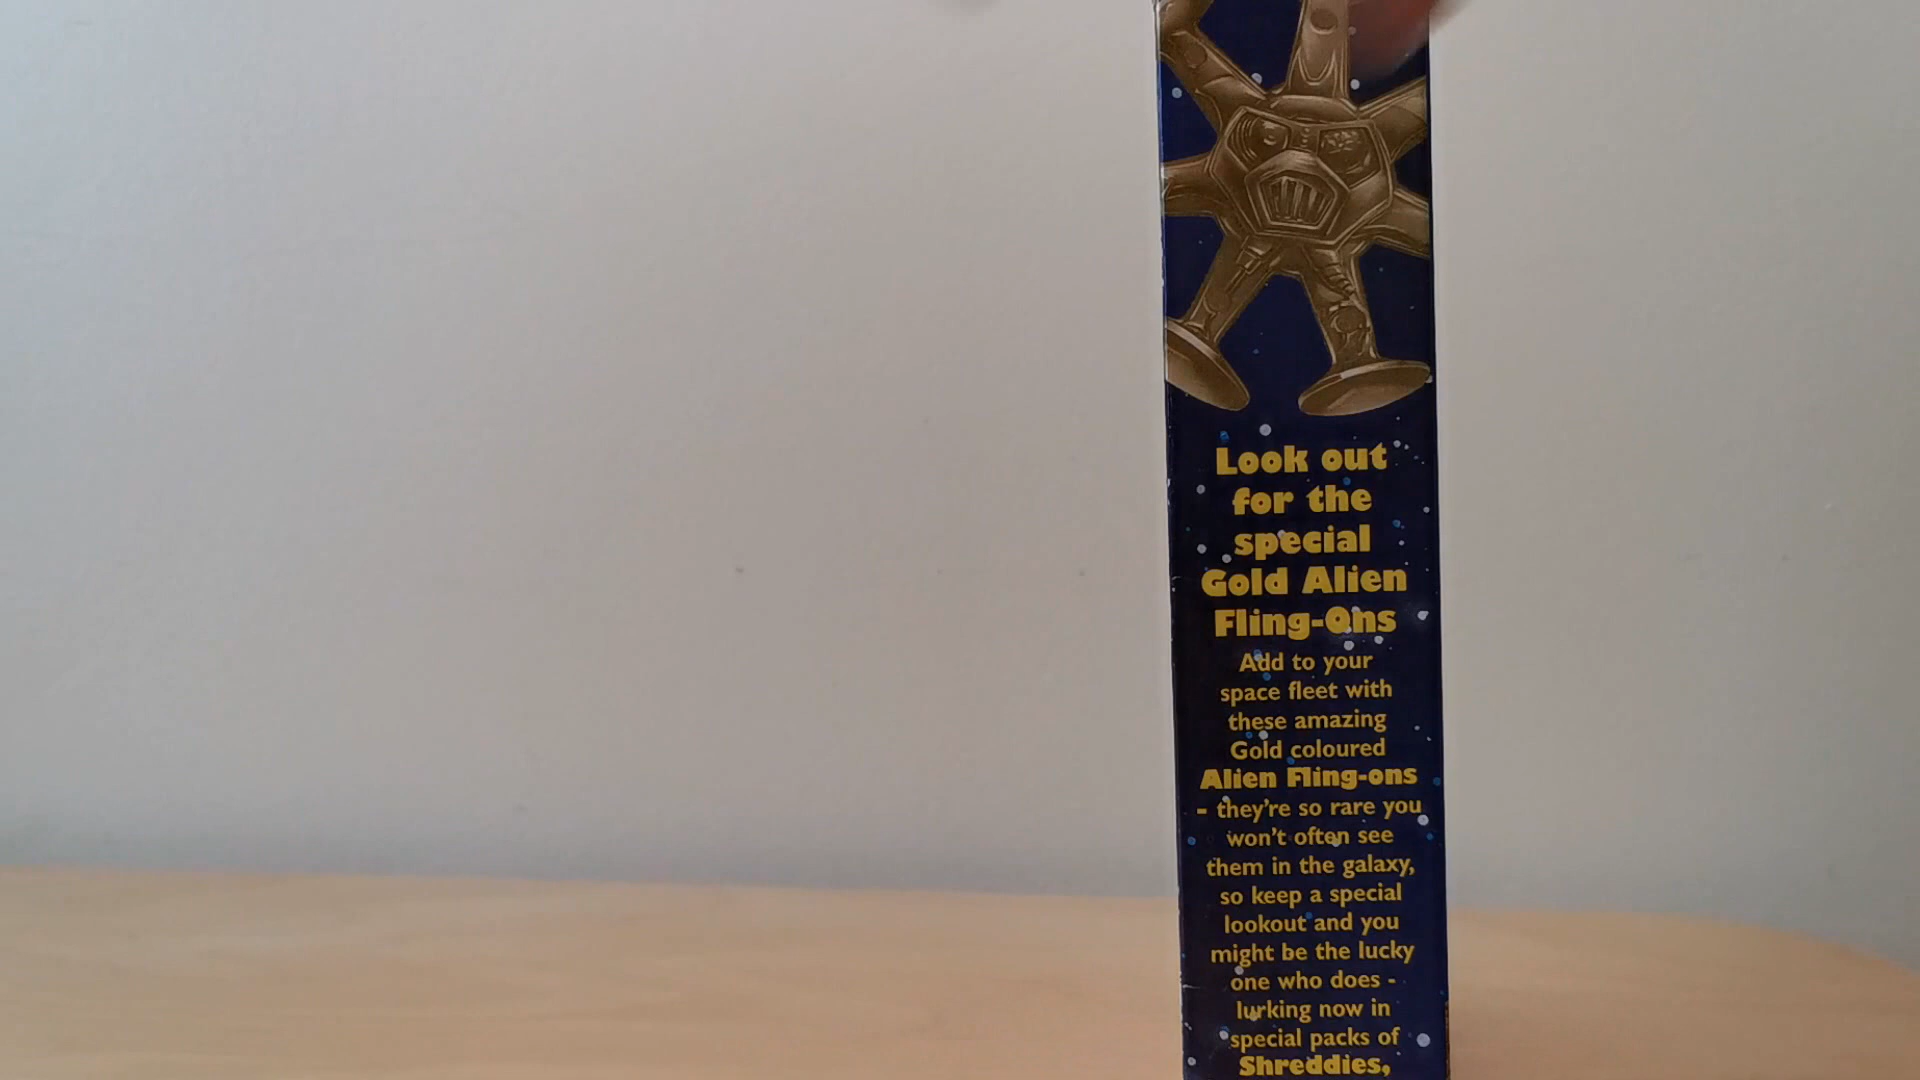 Look out
for the
special
Gold Alien
Fling-Ons
Add to your
space fleet with
these amazing
Gold coloured
Alien Fling-ons
- they're so rare you
won't often see
them in the galaxy,
so keep a special
lookout and you
might be the lucky
one who does -
lurking now in
special packs of
Shreddies,